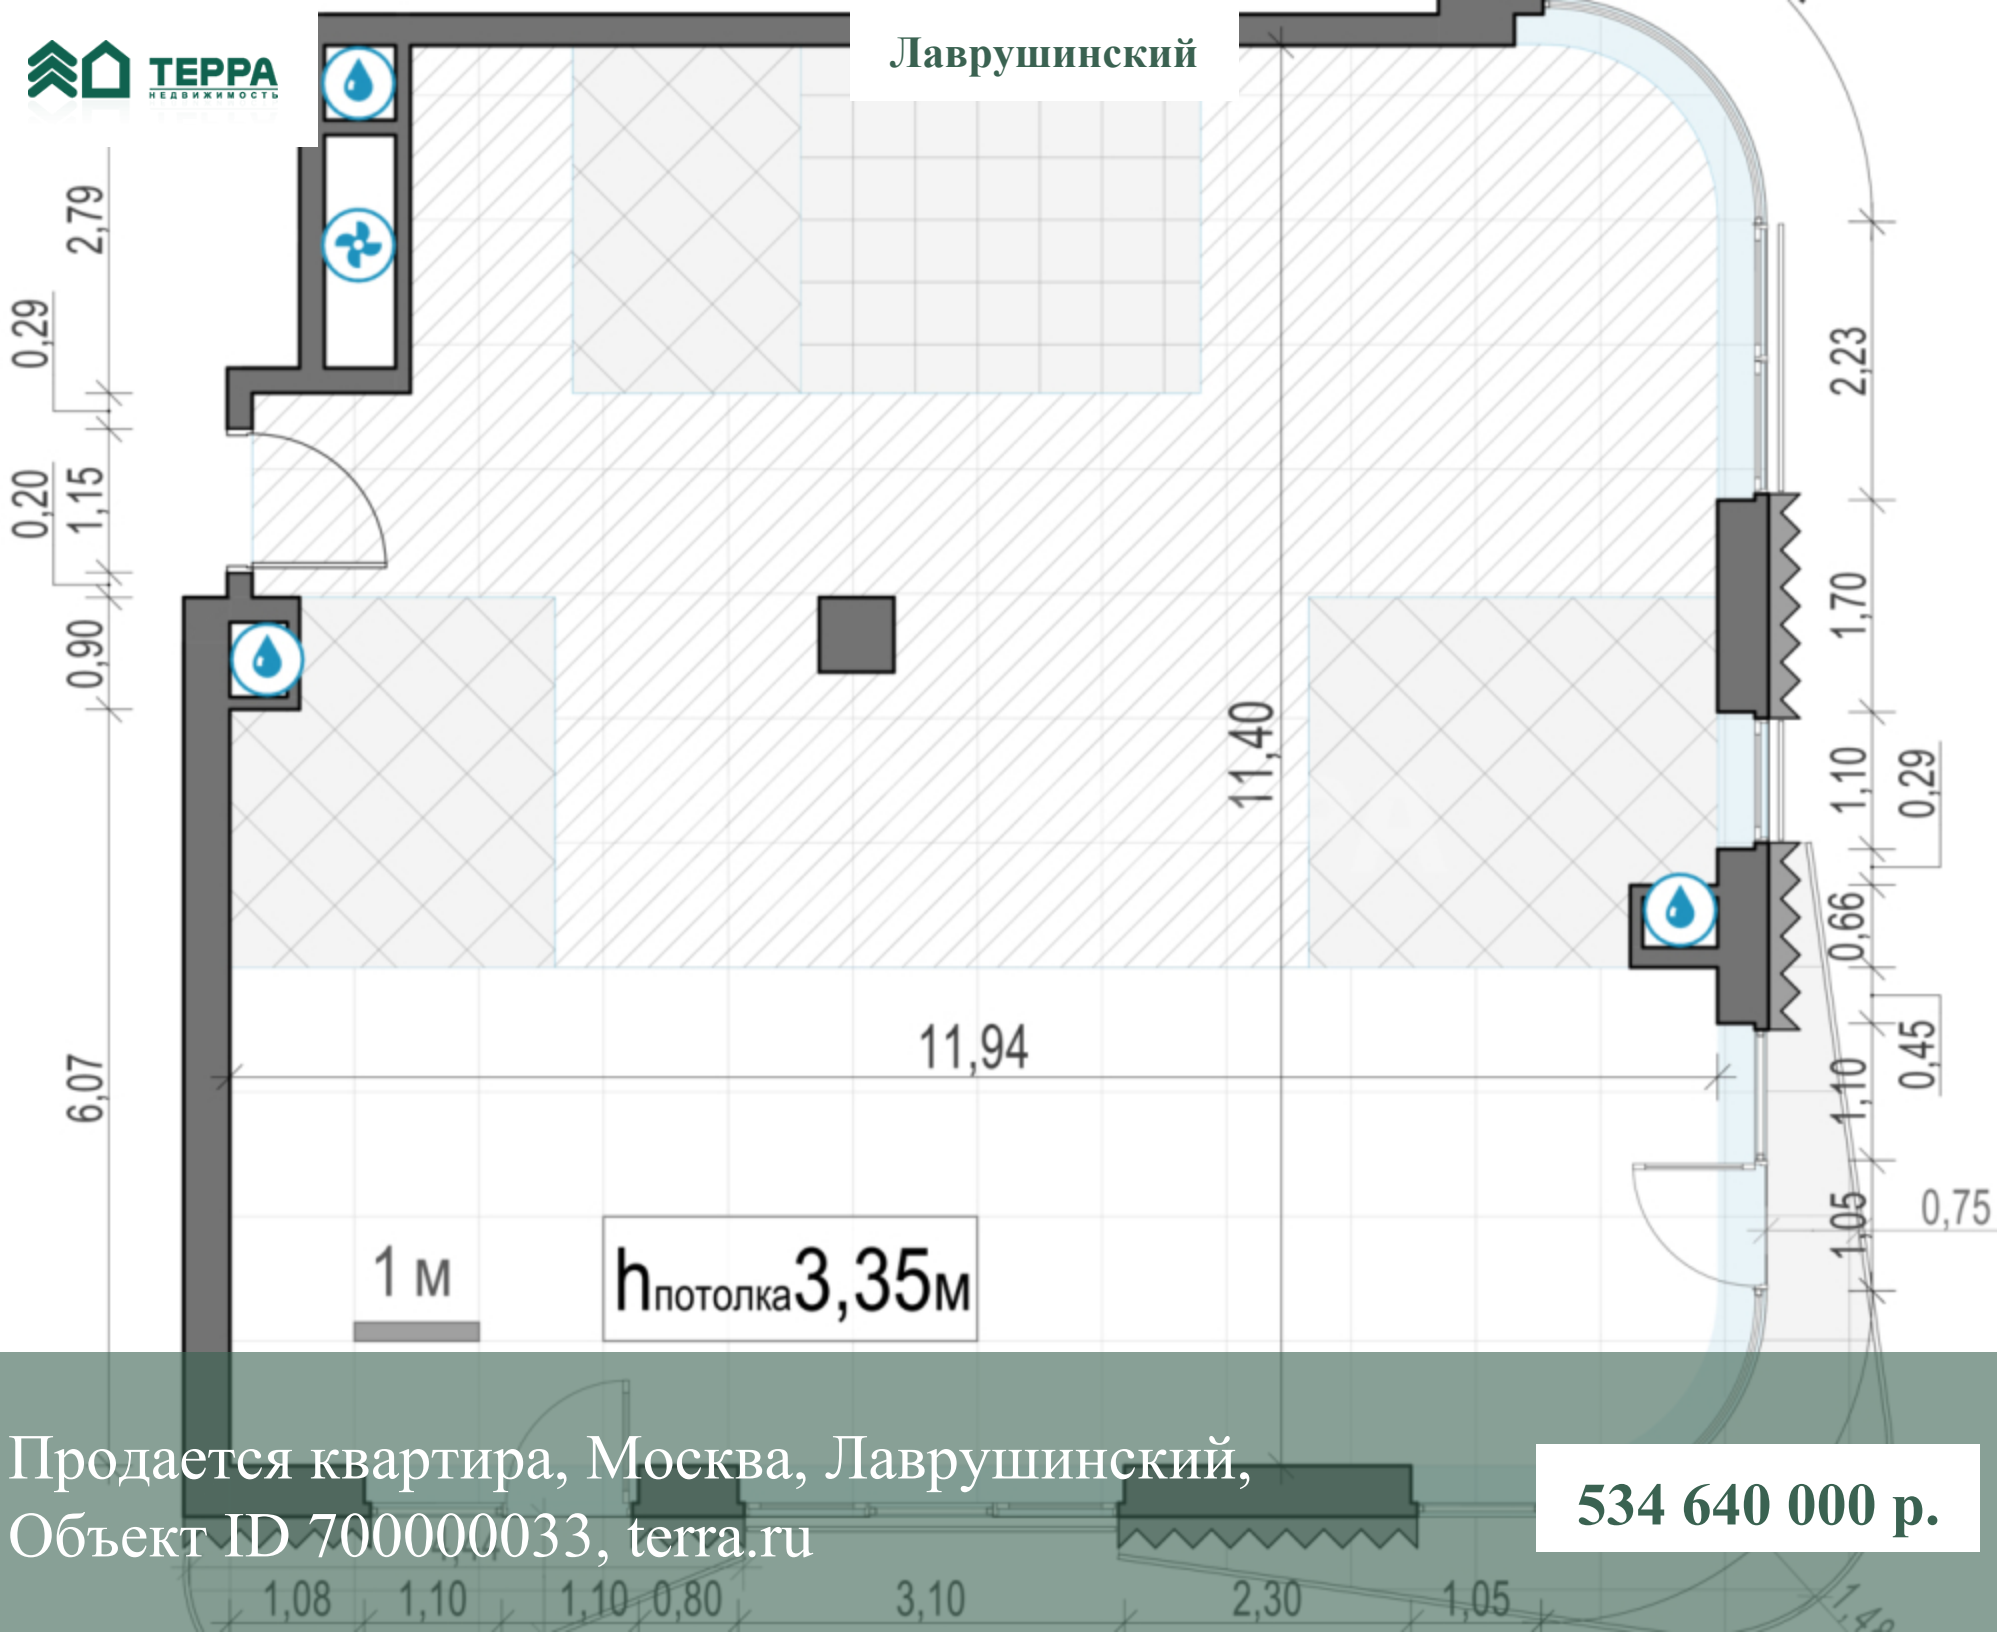 ТЕРРА
НЕДВИЖИМОСТЬ
Лаврушинский
2,79
0,29
0,20
1,15
0,90
6,07
2,23
1,70
1,10
0,29
0,66
0,45
1,10
1,05
0,75
11,40
11,94
1 м
hпотолка3,35м
Продается квартира, Москва, Лаврушинский,
Объект ID 700000033, terra.ru
534 640 000 р.
1,08 1,10 1,10 0,80 3,10 2,30 1,05